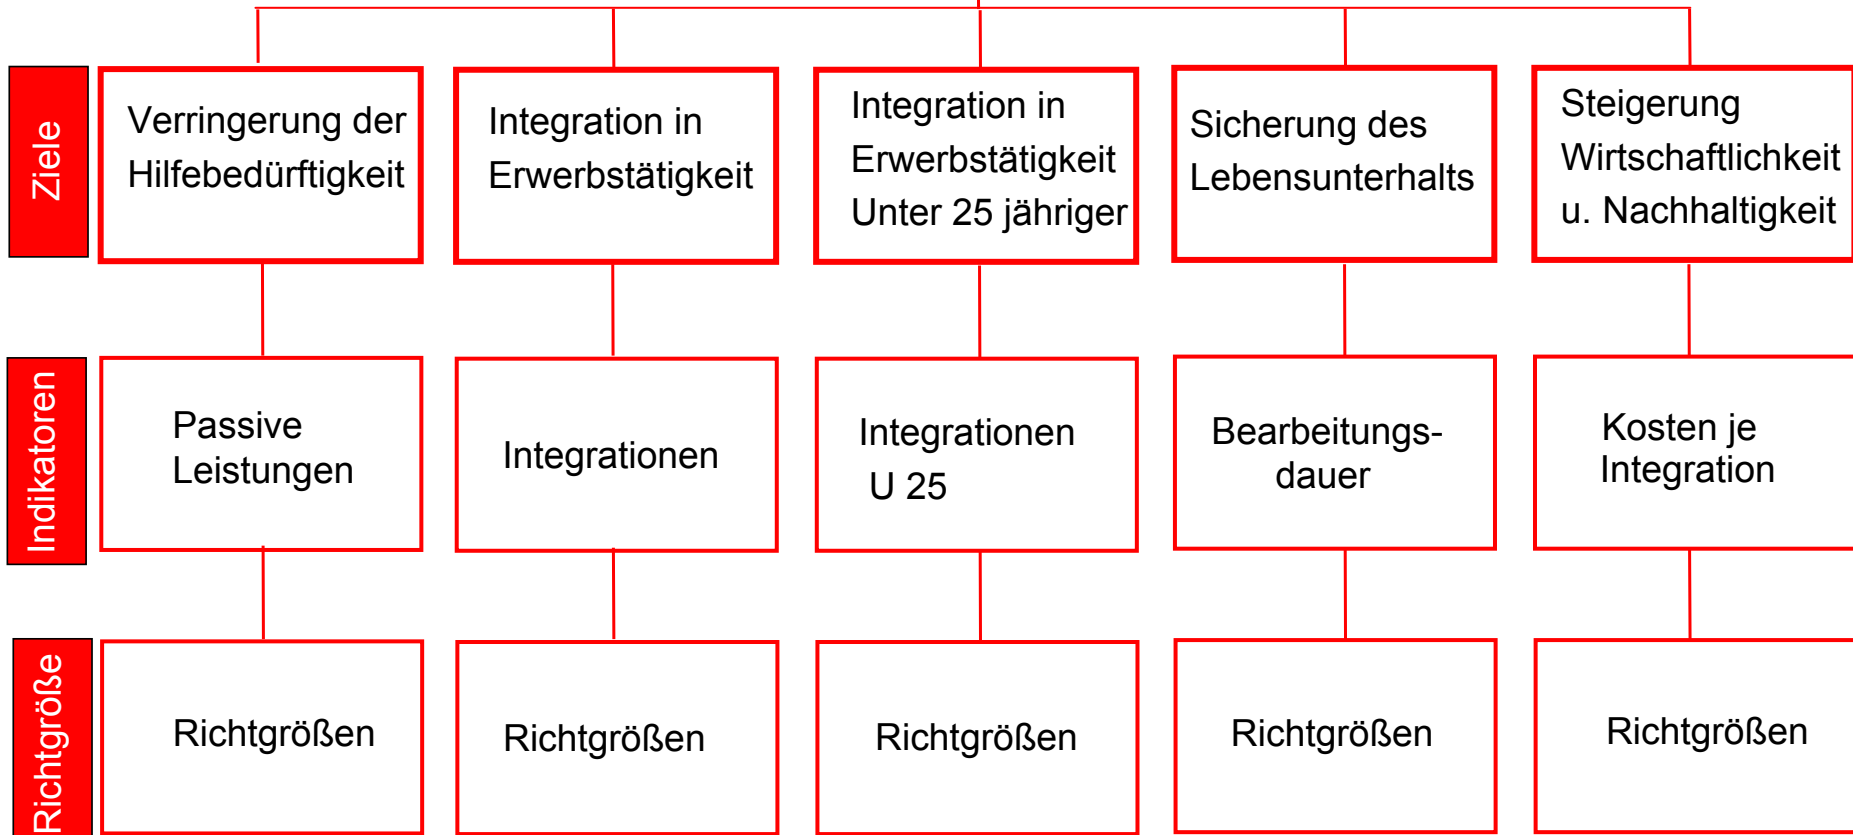 Ziele
Verringerung der
Hilfebedürftigkeit
Integration in
Erwerbstätigkeit
Integration in
Erwerbstätigkeit
Unter 25 jähriger
Sicherung des
Lebensunterhalts
Steigerung
Wirtschaftlichkeit
u. Nachhaltigkeit
Indikatoren
Passive
Leistungen
Integrationen
Integrationen
U 25
Bearbeitungs-
dauer
Kosten je
Integration
Richtgröße
Richtgrößen
Richtgrößen
Richtgrößen
Richtgrößen
Richtgrößen